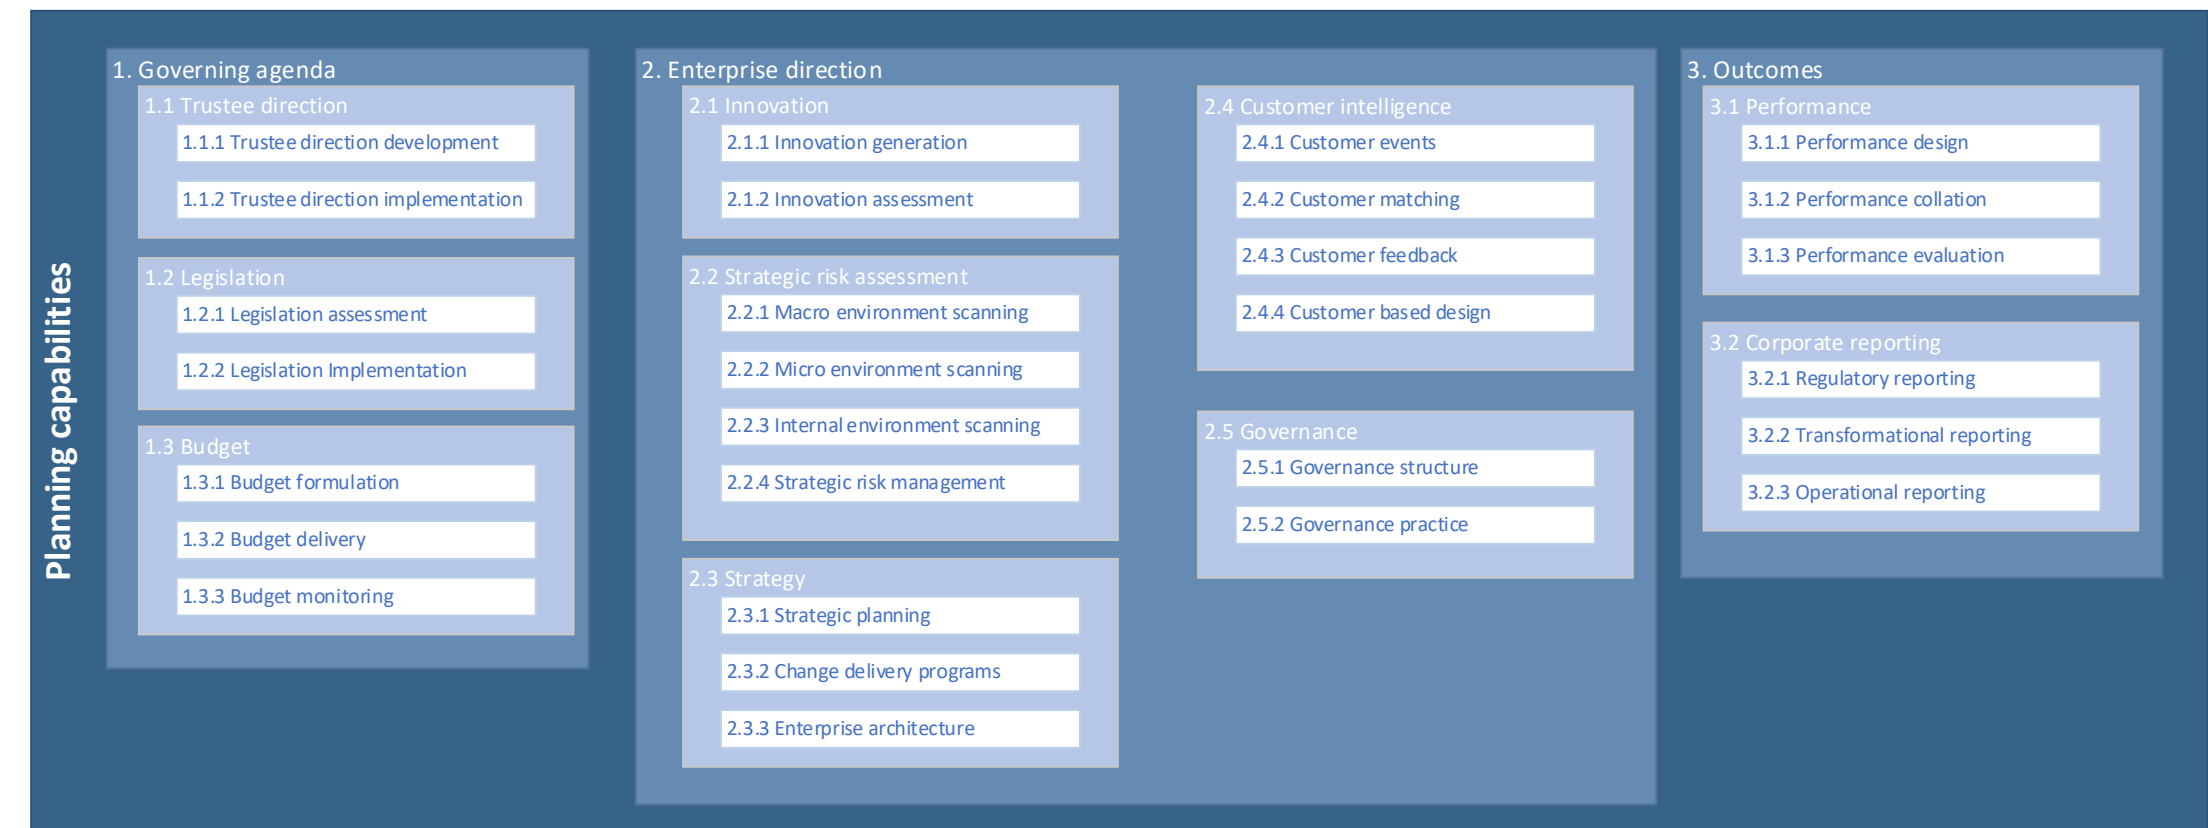 Planning capabilities
1. Governing agenda
1.1 Trustee direction
1.1.1 Trustee direction development
1.1.2 Trustee direction implementation
1.2 Legislation
1.2.1 Legislation assessment
1.2.2 Legislation Implementation
1.3 Budget
1.3.1 Budget formulation
1.3.2 Budget delivery
1.3.3 Budget monitoring
2. Enterprise direction
2.1 Innovation
2.1.1 Innovation generation
2.1.2 Innovation assessment
2.2 Strategic risk assessment
2.2.1 Macro environment scanning
2.2.2 Micro environment scanning
2.2.3 Internal environment scanning
2.2.4 Strategic risk management
2.3 Strategy
2.3.1 Strategic planning
2.3.2 Change delivery programs
2.3.3 Enterprise architecture
2.4 Customer intelligence
2.4.1 Customer events
2.4.2 Customer matching
2.4.3 Customer feedback
2.4.4 Customer based design
2.5 Governance
2.5.1 Governance structure
2.5.2 Governance practice
3. Outcomes
3.1 Performance
3.1.1 Performance design
3.1.2 Performance collation
3.1.3 Performance evaluation
3.2 Corporate reporting
3.2.1 Regulatory reporting
3.2.2 Transformational reporting
3.2.3 Operational reporting